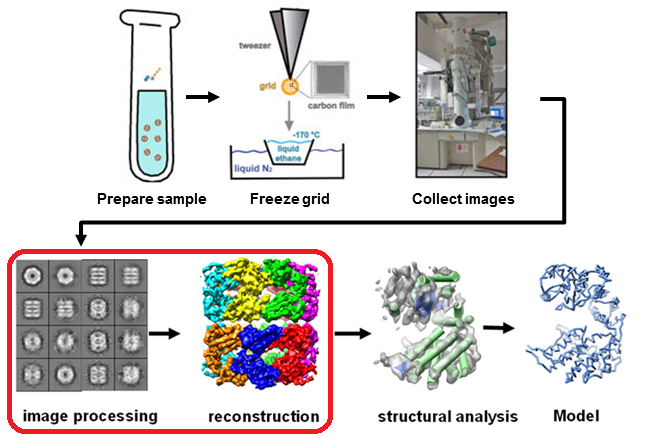 tweezer
grid
carbon film
-170 °C
liquid
ethane
liquid N₂
Prepare sample
Freeze grid
Collect images
image processing
reconstruction
structural analysis
Model